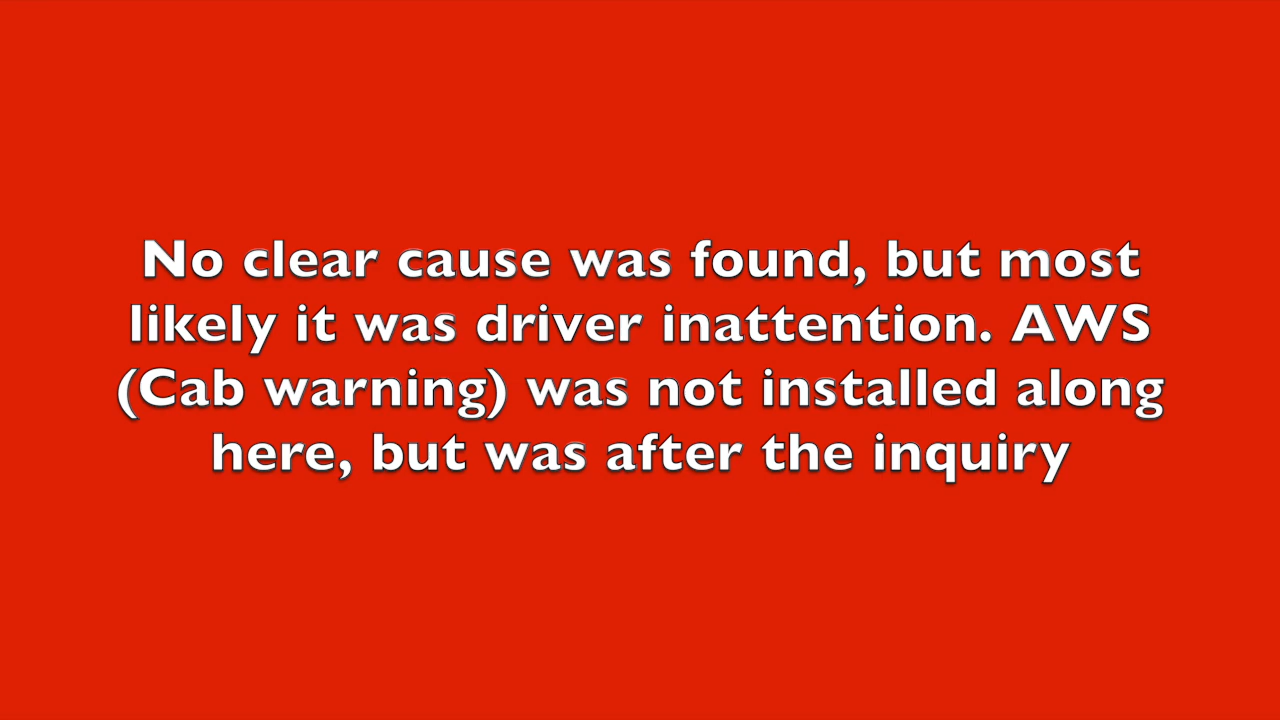 No clear cause was found, but most
likely it was driver inattention. AWS
(Cab warning) was not installed along
here, but was after the inquiry